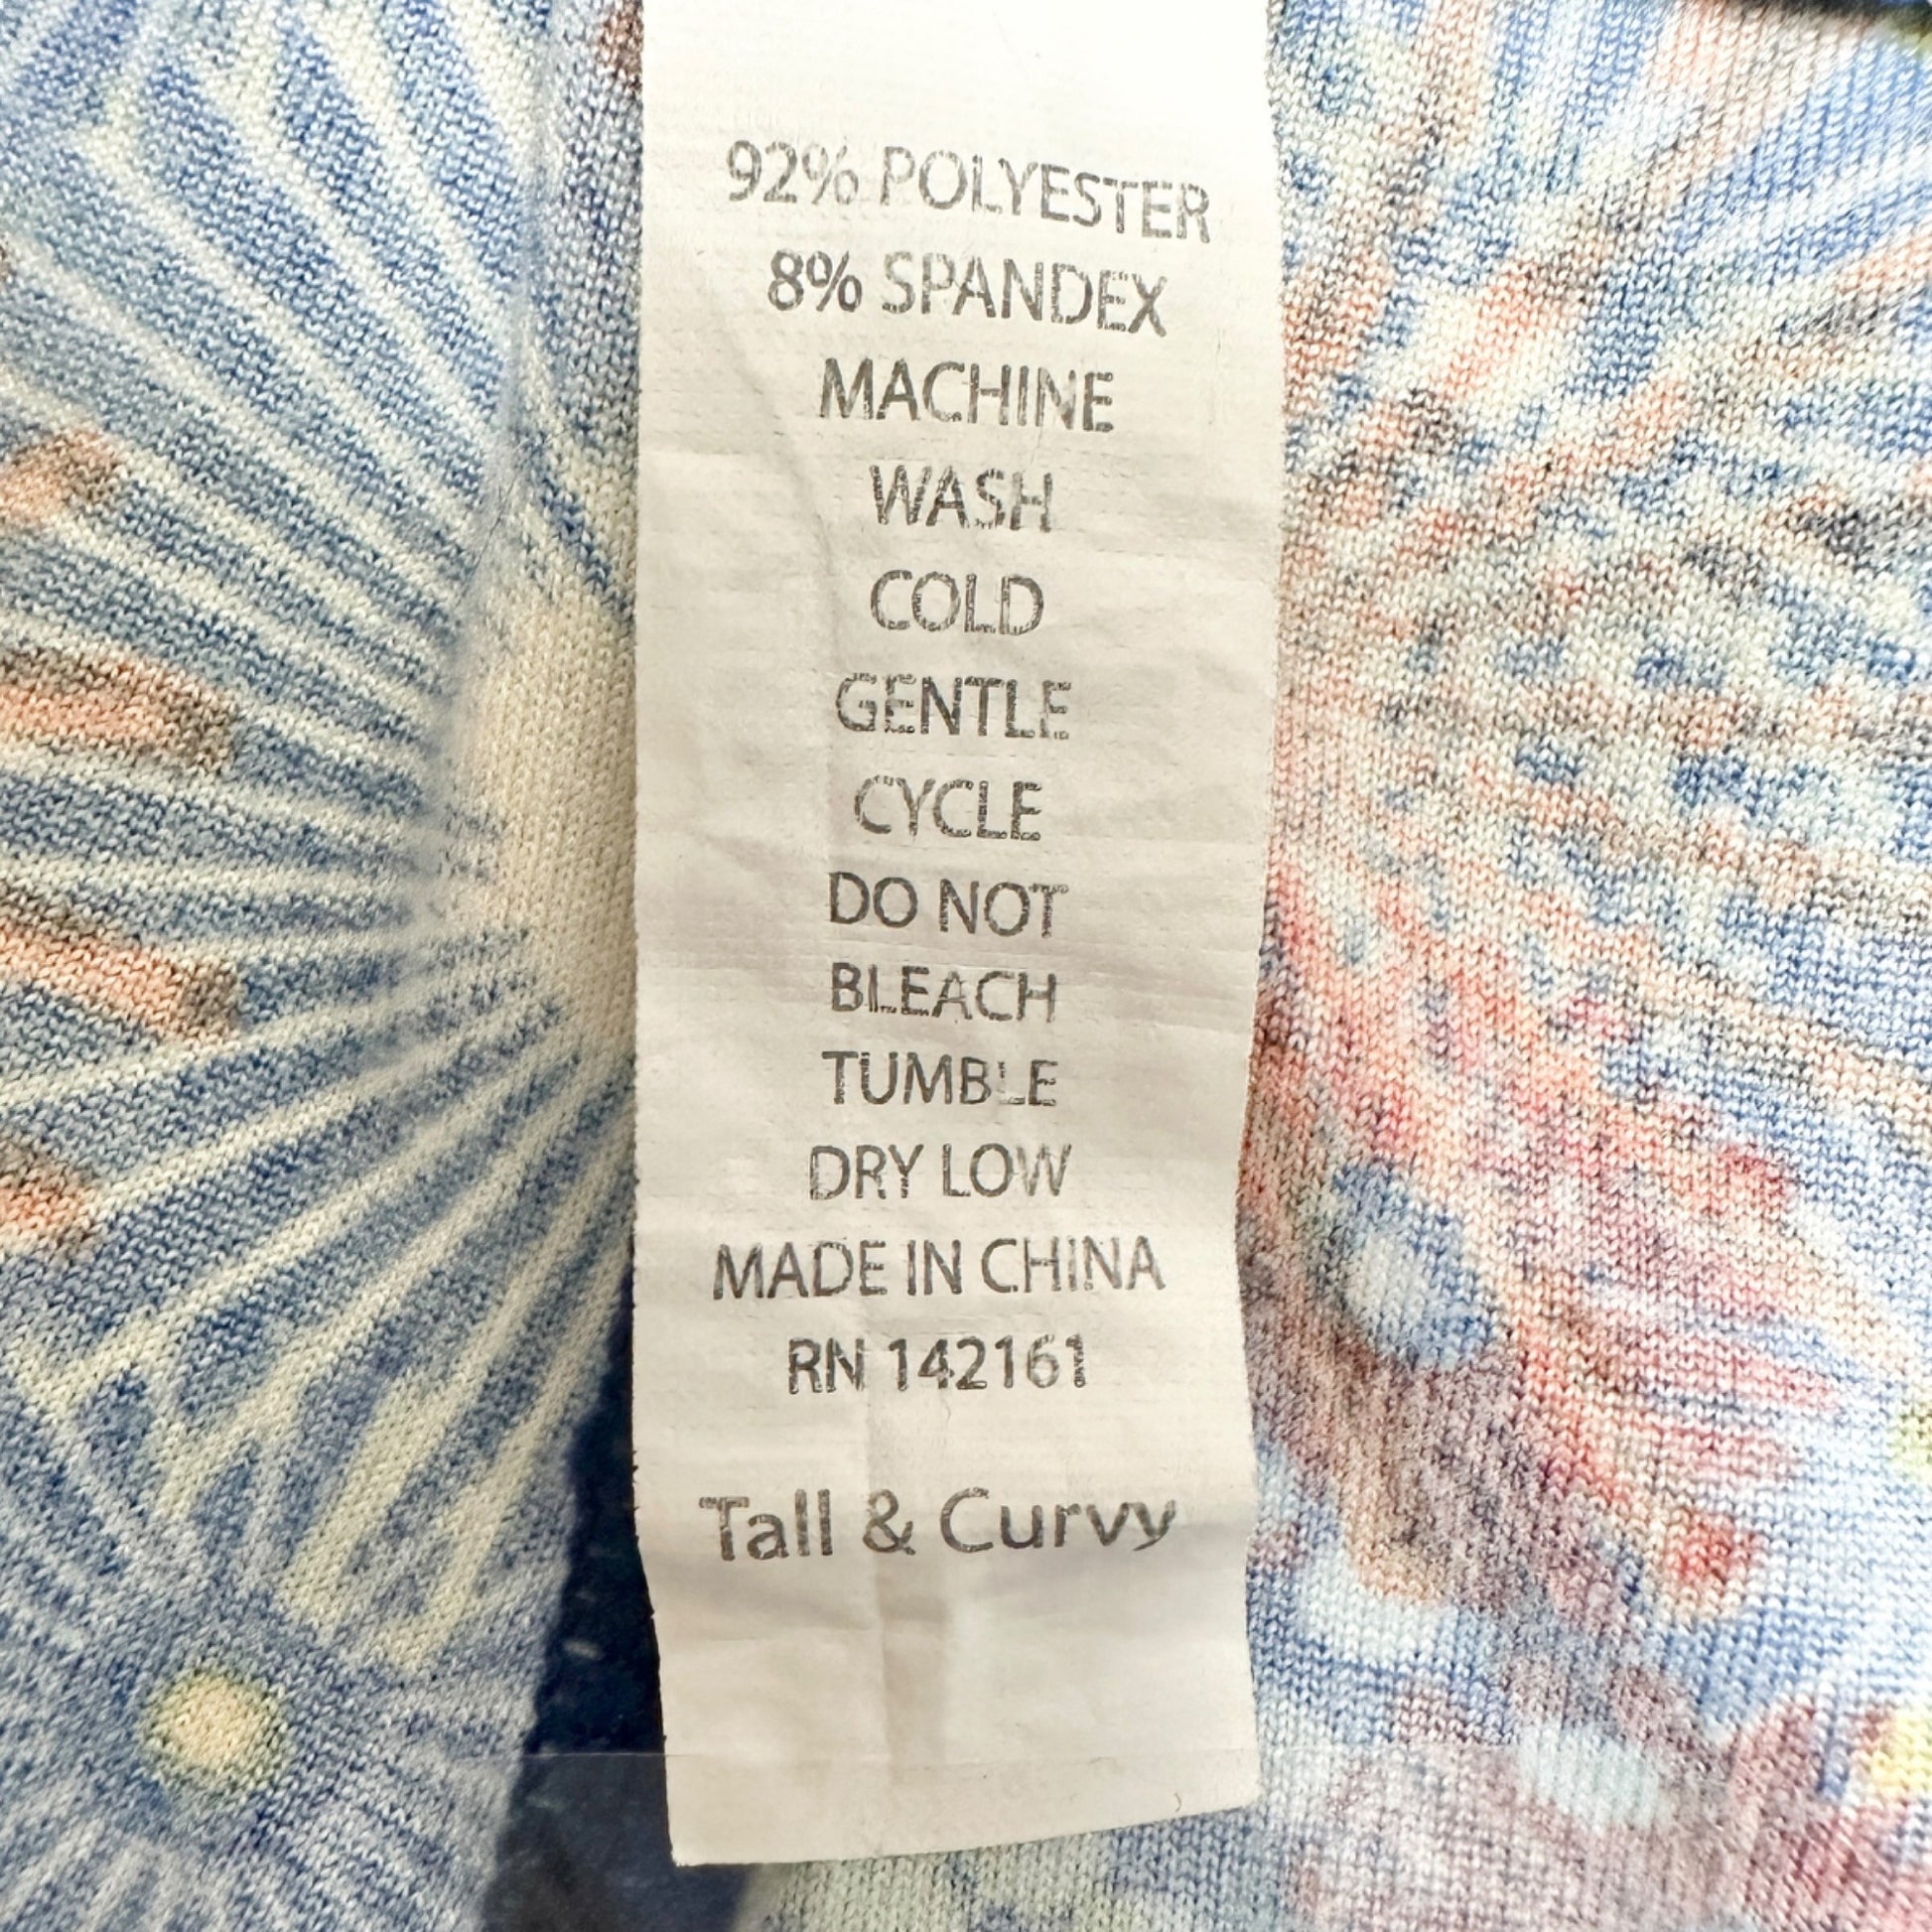 92% POLYESTER
8% SPANDEX
MACHINE
WASH
COLD
GENTLE
CYCLE
DO NOT
BLEACH
TUMBLE
DRY LOW
MADE IN CHINA
RN 142161
Tall & Curvy